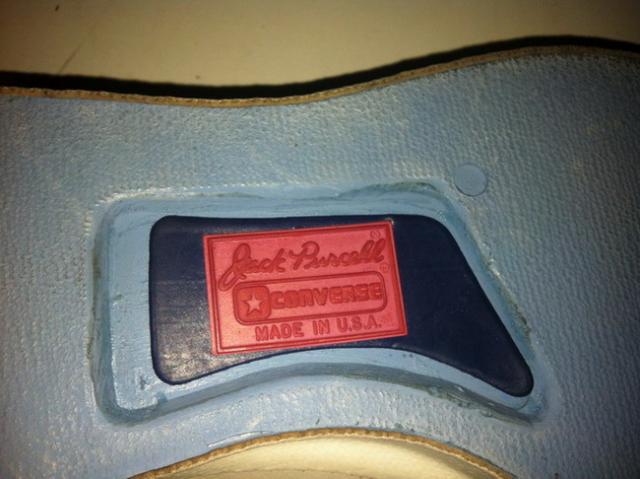 Jack Purcell ®
CONVERSE ®
MADE IN U.S.A.